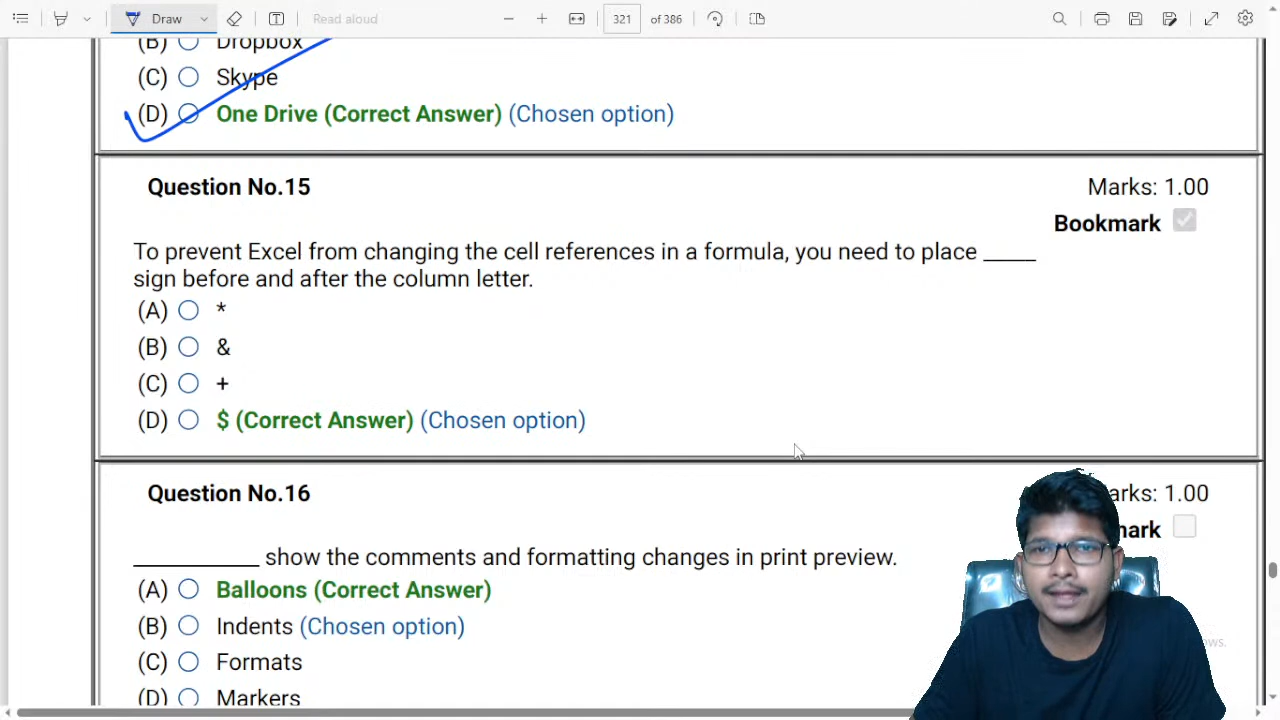 Draw
Read aloud
321 of 386
(B) Dropbox
(C) Skype
(D) One Drive (Correct Answer) (Chosen option)
Question No.15
Marks: 1.00
Bookmark
To prevent Excel from changing the cell references in a formula, you need to place _____
sign before and after the column letter.
(A) *
(B) &
(C) +
(D) $ (Correct Answer) (Chosen option)
Question No.16
arks: 1.00
mark
____________ show the comments and formatting changes in print preview.
(A) Balloons (Correct Answer)
(B) Indents (Chosen option)
(C) Formats
(D) Markers
ows.